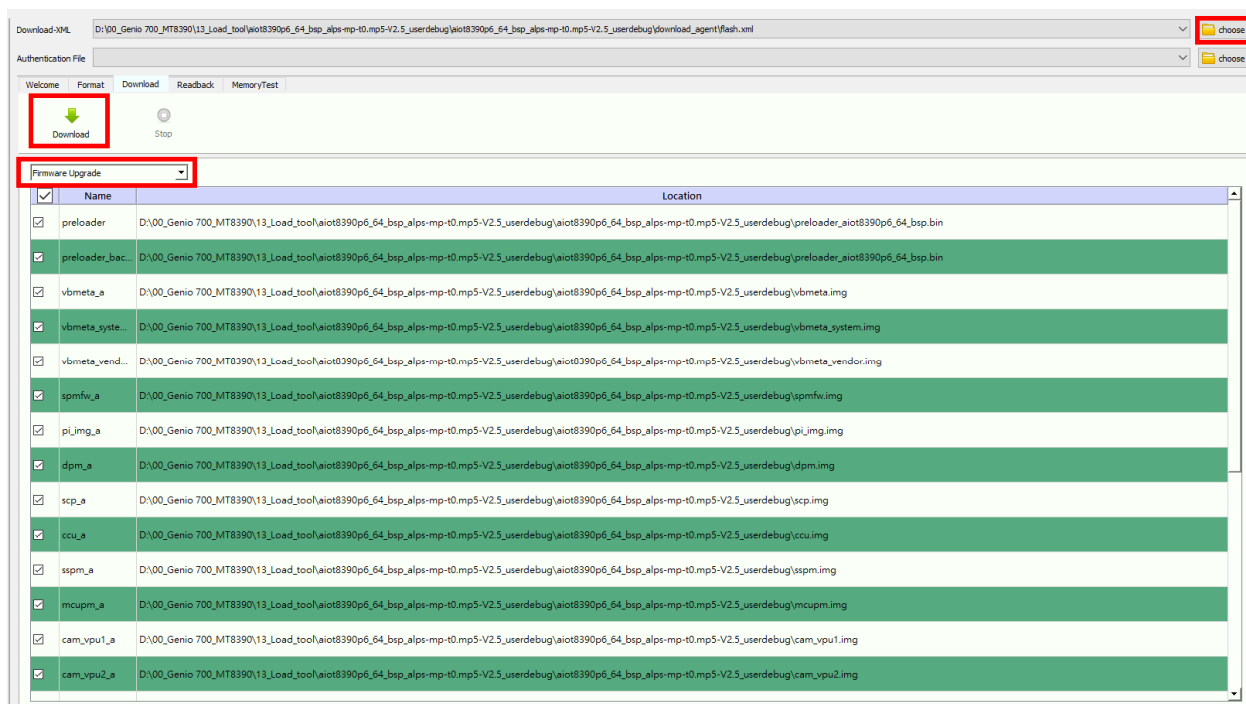 Download-XML D:\00_Genio 700_MT8390\13_Load_tool\aiot8390p6_64_bsp_alps-mp-t0.mp5-V2.5_userdebug\aiot8390p6_64_bsp_alps-mp-t0.mp5-V2.5_userdebug\download_agent\flash.xml choose
Authentication File choose
Welcome Format Download Readback MemoryTest
Download Stop
Firmware Upgrade
Name Location
preloader D:\00_Genio 700_MT8390\13_Load_tool\aiot8390p6_64_bsp_alps-mp-t0.mp5-V2.5_userdebug\aiot8390p6_64_bsp_alps-mp-t0.mp5-V2.5_userdebug\preloader_aiot8390p6_64_bsp.bin
preloader_bac... D:\00_Genio 700_MT8390\13_Load_tool\aiot8390p6_64_bsp_alps-mp-t0.mp5-V2.5_userdebug\aiot8390p6_64_bsp_alps-mp-t0.mp5-V2.5_userdebug\preloader_aiot8390p6_64_bsp.bin
vbmeta_a D:\00_Genio 700_MT8390\13_Load_tool\aiot8390p6_64_bsp_alps-mp-t0.mp5-V2.5_userdebug\aiot8390p6_64_bsp_alps-mp-t0.mp5-V2.5_userdebug\vbmeta.img
vbmeta_syste... D:\00_Genio 700_MT8390\13_Load_tool\aiot8390p6_64_bsp_alps-mp-t0.mp5-V2.5_userdebug\aiot8390p6_64_bsp_alps-mp-t0.mp5-V2.5_userdebug\vbmeta_system.img
vbmeta_vend... D:\00_Genio 700_MT8390\13_Load_tool\aiot8390p6_64_bsp_alps-mp-t0.mp5-V2.5_userdebug\aiot8390p6_64_bsp_alps-mp-t0.mp5-V2.5_userdebug\vbmeta_vendor.img
spmfw_a D:\00_Genio 700_MT8390\13_Load_tool\aiot8390p6_64_bsp_alps-mp-t0.mp5-V2.5_userdebug\aiot8390p6_64_bsp_alps-mp-t0.mp5-V2.5_userdebug\spmfw.img
pi_img_a D:\00_Genio 700_MT8390\13_Load_tool\aiot8390p6_64_bsp_alps-mp-t0.mp5-V2.5_userdebug\aiot8390p6_64_bsp_alps-mp-t0.mp5-V2.5_userdebug\pi_img.img
dpm_a D:\00_Genio 700_MT8390\13_Load_tool\aiot8390p6_64_bsp_alps-mp-t0.mp5-V2.5_userdebug\aiot8390p6_64_bsp_alps-mp-t0.mp5-V2.5_userdebug\dpm.img
scp_a D:\00_Genio 700_MT8390\13_Load_tool\aiot8390p6_64_bsp_alps-mp-t0.mp5-V2.5_userdebug\aiot8390p6_64_bsp_alps-mp-t0.mp5-V2.5_userdebug\scp.img
ccu_a D:\00_Genio 700_MT8390\13_Load_tool\aiot8390p6_64_bsp_alps-mp-t0.mp5-V2.5_userdebug\aiot8390p6_64_bsp_alps-mp-t0.mp5-V2.5_userdebug\ccu.img
sspm_a D:\00_Genio 700_MT8390\13_Load_tool\aiot8390p6_64_bsp_alps-mp-t0.mp5-V2.5_userdebug\aiot8390p6_64_bsp_alps-mp-t0.mp5-V2.5_userdebug\sspm.img
mcupm_a D:\00_Genio 700_MT8390\13_Load_tool\aiot8390p6_64_bsp_alps-mp-t0.mp5-V2.5_userdebug\aiot8390p6_64_bsp_alps-mp-t0.mp5-V2.5_userdebug\mcupm.img
cam_vpu1_a D:\00_Genio 700_MT8390\13_Load_tool\aiot8390p6_64_bsp_alps-mp-t0.mp5-V2.5_userdebug\aiot8390p6_64_bsp_alps-mp-t0.mp5-V2.5_userdebug\cam_vpu1.img
cam_vpu2_a D:\00_Genio 700_MT8390\13_Load_tool\aiot8390p6_64_bsp_alps-mp-t0.mp5-V2.5_userdebug\aiot8390p6_64_bsp_alps-mp-t0.mp5-V2.5_userdebug\cam_vpu2.img